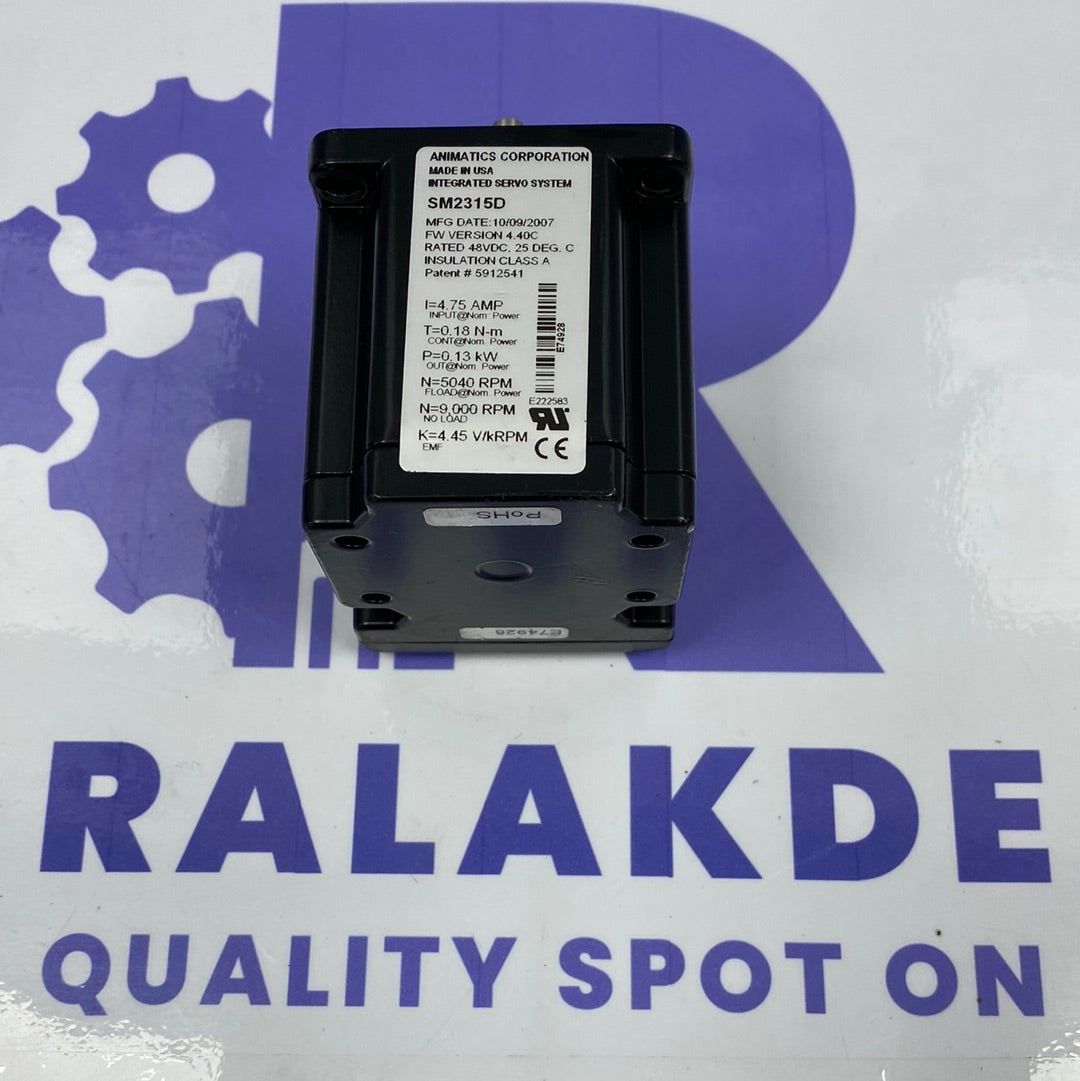 ANIMATICS CORPORATION
MADE IN USA
INTEGRATED SERVO SYSTEM
SM2315D
MFG DATE:10/09/2007
FW VERSION 4.40C
RATED 48VDC, 25 DEG. C
INSULATION CLASS A
Patent # 5912541
I=4.75 AMP
INPUT@Nom. Power
T=0.18 N-m
CONT@Nom. Power
P=0.13 kW
OUT@Nom. Power
N=5040 RPM
FLOAD@Nom. Power
N=9,000 RPM
NO LOAD
K=4.45 V/kRPM
EMF
E74928
E222583
RU
CE
RoHS
E74928
R
RALAKDE
QUALITY SPOT ON